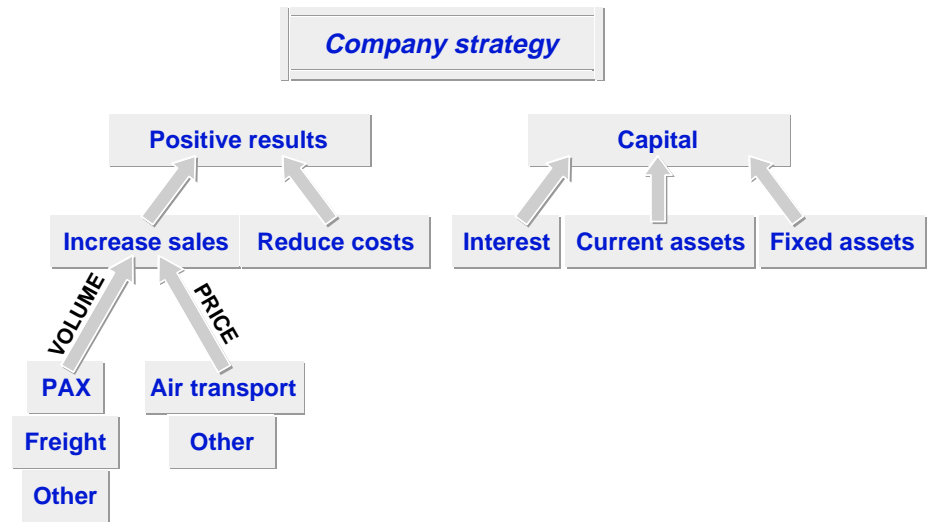 Company strategy
Positive results
Capital
Increase sales
Reduce costs
Interest
Current assets
Fixed assets
VOLUME
PRICE
PAX
Air transport
Freight
Other
Other